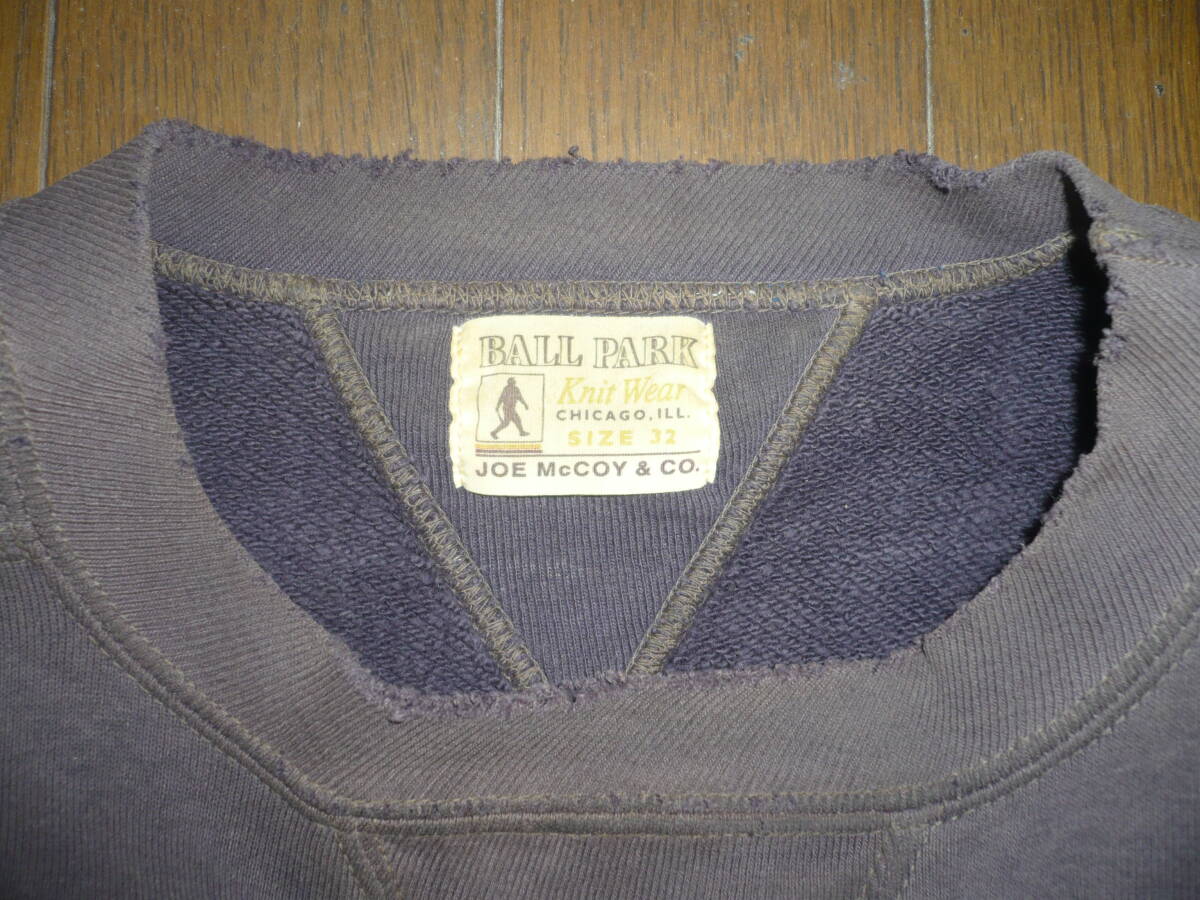 BALL PARK
Knit Wear
CHICAGO, ILL.
SIZE 32
JOE McCOY & CO.